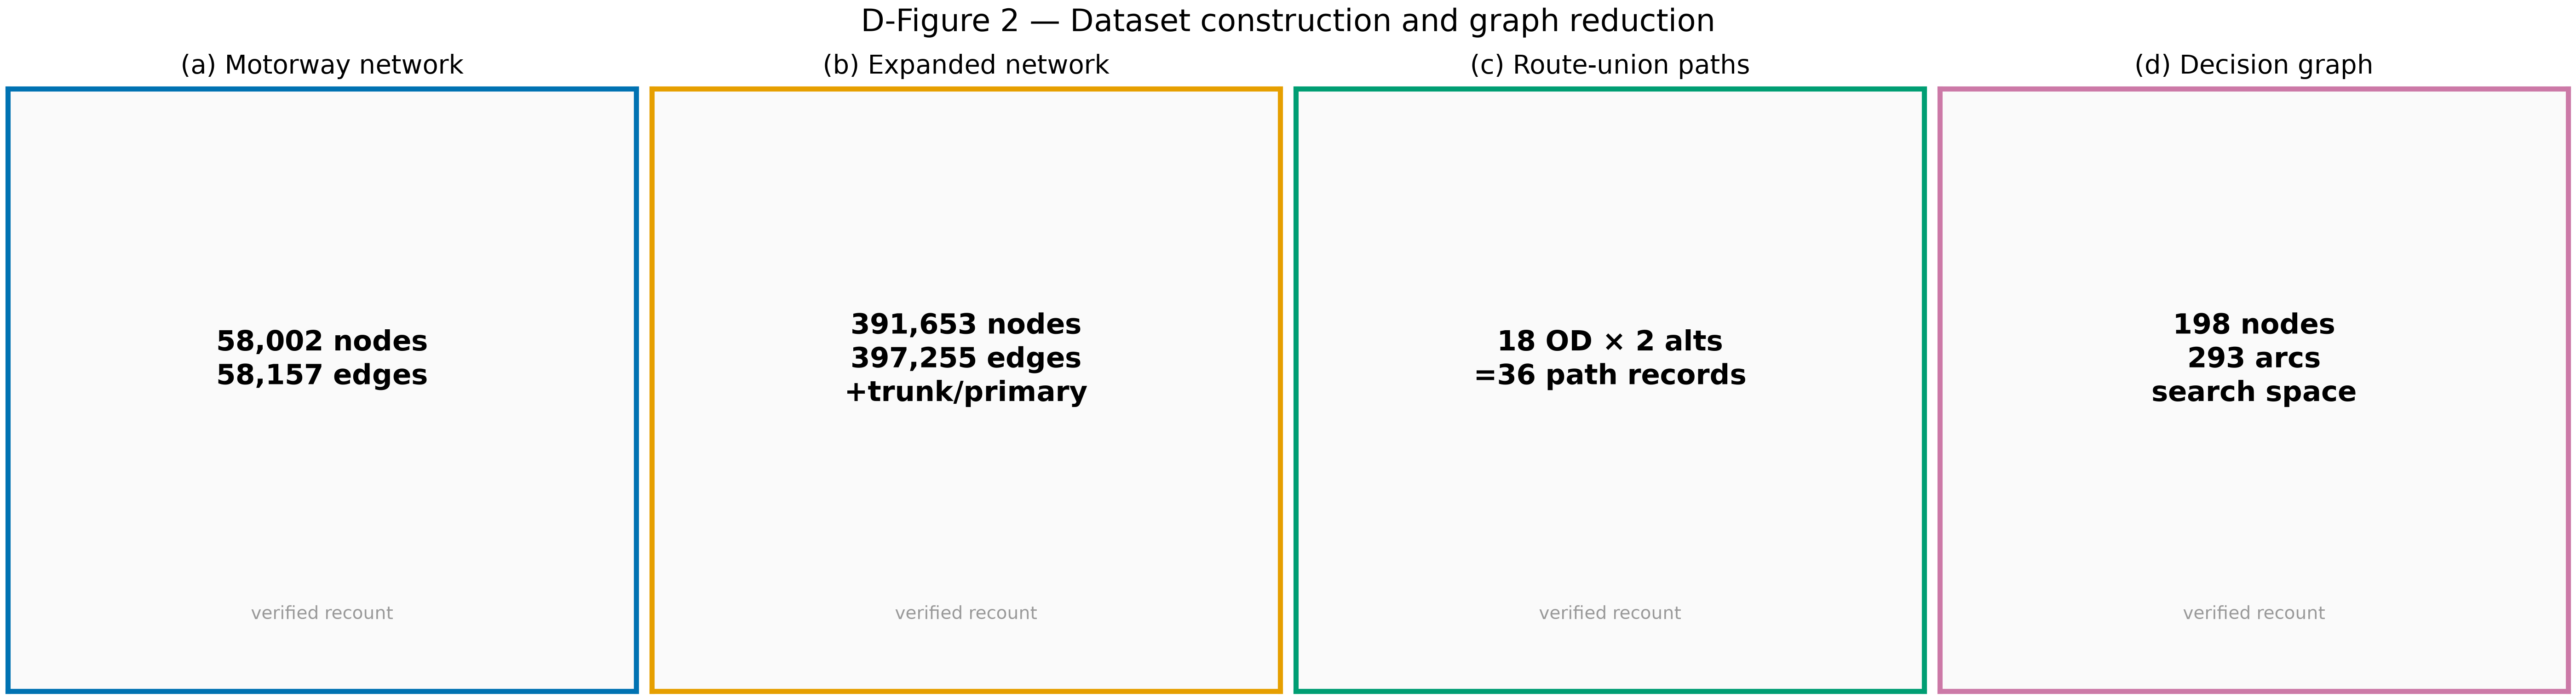 D-Figure 2 — Dataset construction and graph reduction
(a) Motorway network
58,002 nodes
58,157 edges
verified recount
(b) Expanded network
391,653 nodes
397,255 edges
+trunk/primary
verified recount
(c) Route-union paths
18 OD × 2 alts
=36 path records
verified recount
(d) Decision graph
198 nodes
293 arcs
search space
verified recount